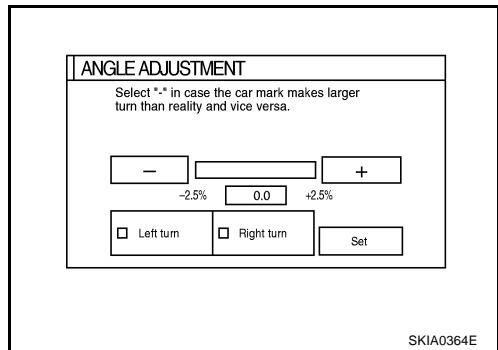 ANGLE ADJUSTMENT
Select "-" in case the car mark makes larger
turn than reality and vice versa.
− +
−2.5% 0.0 +2.5%
Left turn Right turn Set
SKIA0364E